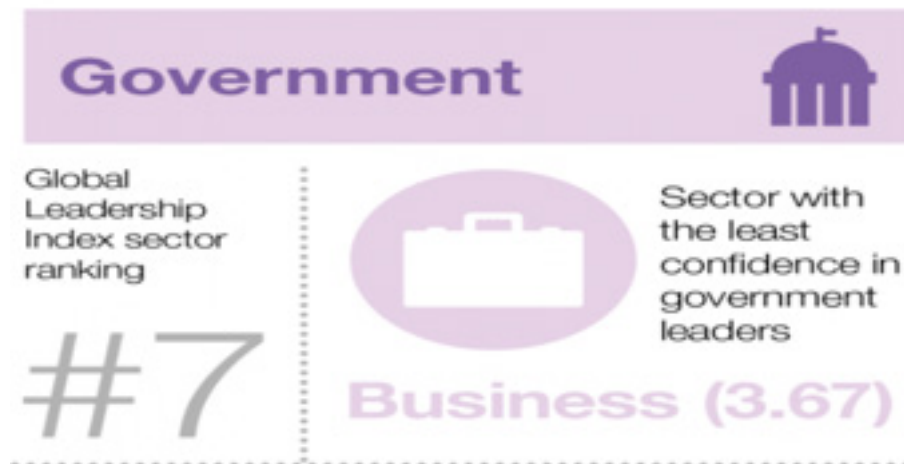 Government
Global
Leadership
Index sector
ranking
#7
Sector with
the least
confidence in
government
leaders
Business (3.67)